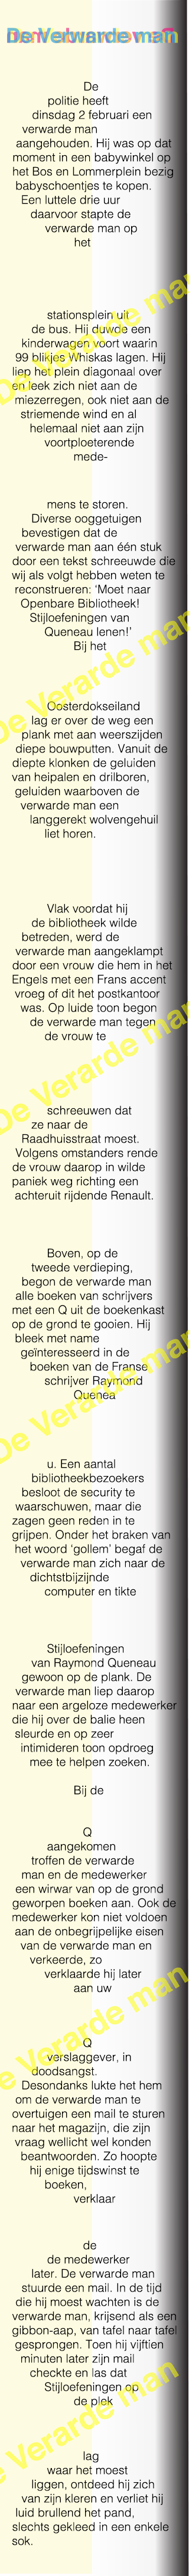 De Verwarde man
De
politie heeft
dinsdag 2 februari een
verwarde man
aangehouden. Hij was op dat
moment in een babywinkel op
het Bos en Lommerplein bezig
babyschoentjes te kopen.
Een luttele drie uur
daarvoor stapte de
verwarde man op
het
stationsplein uit
de bus. Hij duwde een
kinderwagen voort waarin
99 blikjes Whiskas lagen. Hij
liep het plein diagonaal over
en leek zich niet aan de
miezerregen, ook niet aan de
striemende wind en al
helemaal niet aan zijn
voortploeterende
mede-
mens te storen.
Diverse ooggetuigen
bevestigen dat de
verwarde man aan één stuk
door een tekst schreeuwde die
wij als volgt hebben weten te
reconstrueren: ‘Moet naar
Openbare Bibliotheek!
Stijloefeningen van
Queneau lenen!’
Bij het
Oosterdokseiland
lag er over de weg een
plank met aan weerszijden
diepe bouwputten. Vanuit de
diepte klonken de geluiden
van heipalen en drilboren,
geluiden waarboven de
verwarde man een
langgerekt wolvengehuil
liet horen.
Vlak voordat hij
de bibliotheek wilde
betreden, werd de
verwarde man aangeklampt
door een vrouw die hem in het
Engels met een Frans accent
vroeg of dit het postkantoor
was. Op luide toon begon
de verwarde man tegen
de vrouw te
schreeuwen dat
ze naar de
Raadhuisstraat moest.
Volgens omstanders rende
de vrouw daarop in wilde
paniek weg richting een
achteruit rijdende Renault.
Boven, op de
tweede verdieping,
begon de verwarde man
alle boeken van schrijvers
met een Q uit de boekenkast
op de grond te gooien. Hij
bleek met name
geïnteresseerd in de
boeken van de Franse
schrijver Raymond
Quenea
u. Een aantal
bibliotheekbezoekers
besloot de security te
waarschuwen, maar die
zagen geen reden in te
grijpen. Onder het braken van
het woord ‘gollem’ begaf de
verwarde man zich naar de
dichtstbijzijnde
computer en tikte
Stijloefeningen
van Raymond Queneau
gewoon op de plank. De
verwarde man liep daarop
naar een argeloze medewerker
die hij over de balie heen
sleurde en op zeer
intimideren toon opdroeg
mee te helpen zoeken.
Bij de
Q
aangekomen
troffen de verwarde
man en de medewerker
een wirwar van op de grond
geworpen boeken aan. Ook de
medewerker kon niet voldoen
aan de onbegrijpelijke eisen
van de verwarde man en
verkeerde, zo
verklaarde hij later
aan uw
Q
verslaggever, in
doodsangst.
Desondanks lukte het hem
om de verwarde man te
overtuigen een mail te sturen
naar het magazijn, die zijn
vraag wellicht wel konden
beantwoorden. Zo hoopte
hij enige tijdswinst te
boeken,
verklaar
de
de medewerker
later. De verwarde man
stuurde een mail. In de tijd
die hij moest wachten is de
verwarde man, krijsend als een
gibbon-aap, van tafel naar tafel
gesprongen. Toen hij vijftien
minuten later zijn mail
checkte en las dat
Stijloefeningen op
de plek
lag
waar het moest
liggen, ontdeed hij zich
van zijn kleren en verliet hij
luid brullend het pand,
slechts gekleed in een enkele
sok.
De Verarde man
De Verarde man
De Verarde man
De Verarde man
De Verarde man
De Verarde man